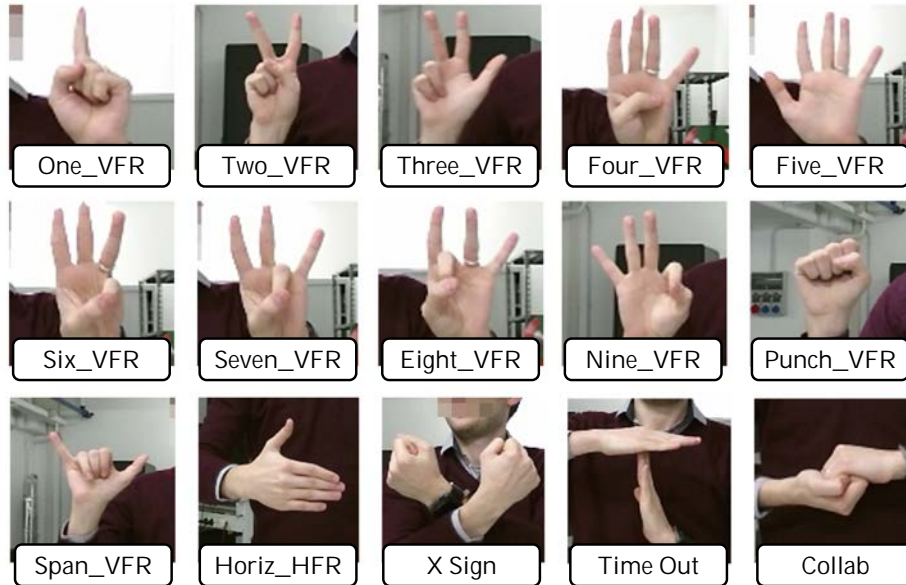 One_VFR
Two_VFR
Three_VFR
Four_VFR
Five_VFR
Six_VFR
Seven_VFR
Eight_VFR
Nine_VFR
Punch_VFR
Span_VFR
Horiz_HFR
X Sign
Time Out
Collab